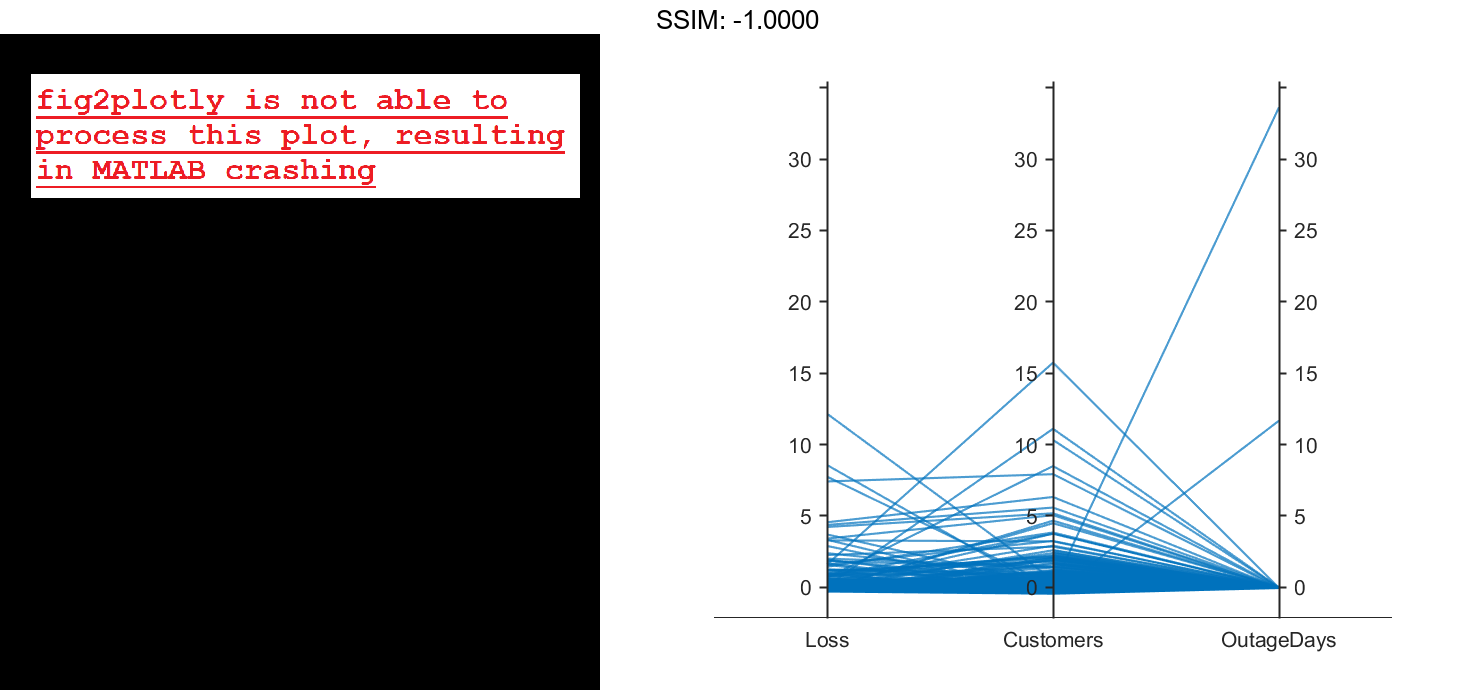 SSIM: -1.0000
fig2plotly is not able to
process this plot, resulting
in MATLAB crashing
30 30 30
25 25 25
20 20 20
15 15 15
10 10 10
5 5 5
0 0 0
Loss Customers OutageDays